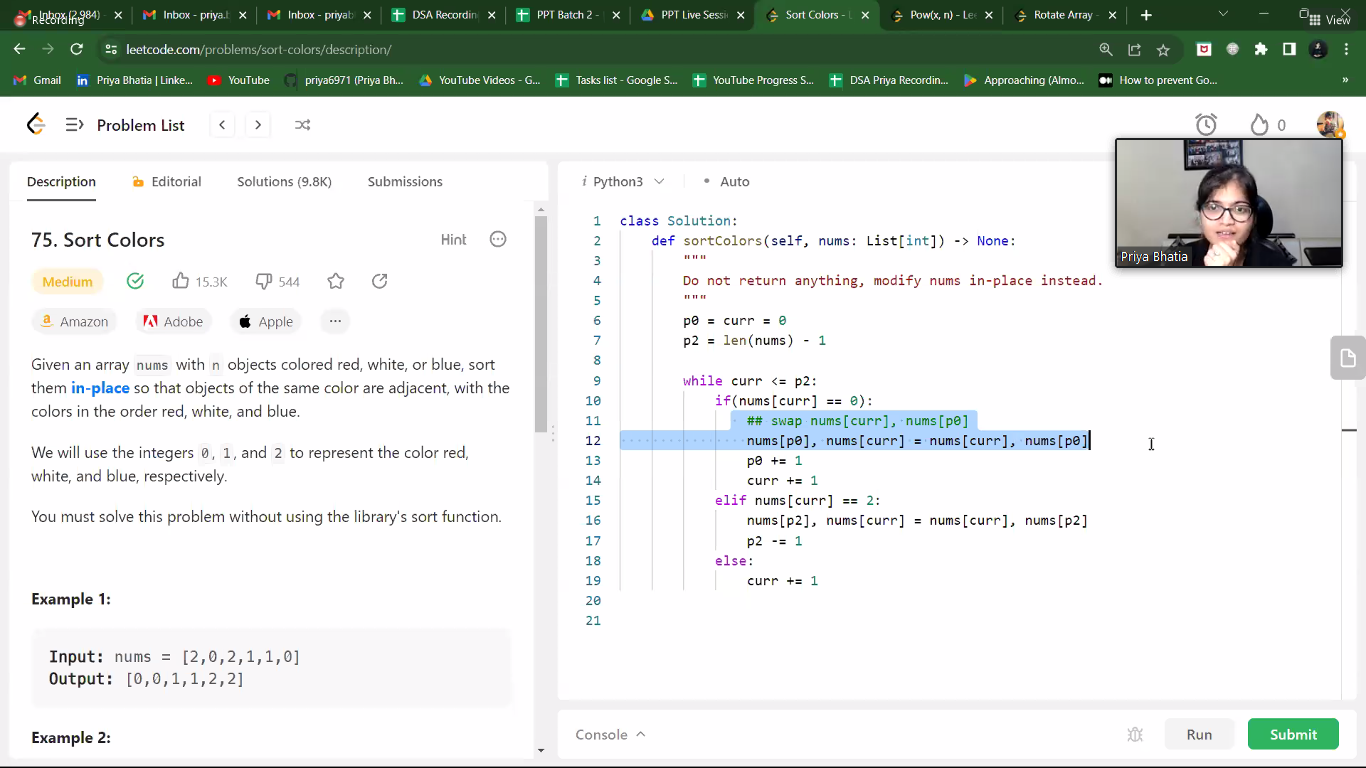 Recording
Inbox (2,984) -
Inbox - priya.b
Inbox - priyab
DSA Recording
PPT Batch 2 -
PPT Live Sessi
Sort Colors - L
Pow(x, n) - Lee
Rotate Array -
View
leetcode.com/problems/sort-colors/description/
Gmail
Priya Bhatia | Linke...
YouTube
priya6971 (Priya Bh...
YouTube Videos - G...
Tasks list - Google S...
YouTube Progress S...
DSA Priya Recordin...
Approaching (Almo...
How to prevent Go...
»
Problem List
0
Description
Editorial
Solutions (9.8K)
Submissions
75. Sort Colors
Hint
Medium
15.3K
544
Amazon
Adobe
Apple
...
Given an array nums with n objects colored red, white, or blue, sort
them in-place so that objects of the same color are adjacent, with the
colors in the order red, white, and blue.
We will use the integers 0, 1, and 2 to represent the color red,
white, and blue, respectively.
You must solve this problem without using the library's sort function.
Example 1:
Input: nums = [2,0,2,1,1,0]
Output: [0,0,1,1,2,2]
Example 2:
i Python3
• Auto
1 class Solution:
2 def sortColors(self, nums: List[int]) -> None:
3 """
4 Do not return anything, modify nums in-place instead.
5 """
6 p0 = curr = 0
7 p2 = len(nums) - 1
8
9 while curr <= p2:
10 if(nums[curr] == 0):
11 ## swap nums[curr], nums[p0]
12 nums[p0], nums[curr] = nums[curr], nums[p0]
13 p0 += 1
14 curr += 1
15 elif nums[curr] == 2:
16 nums[p2], nums[curr] = nums[curr], nums[p2]
17 p2 -= 1
18 else:
19 curr += 1
20
21
Priya Bhatia
Console
Run
Submit